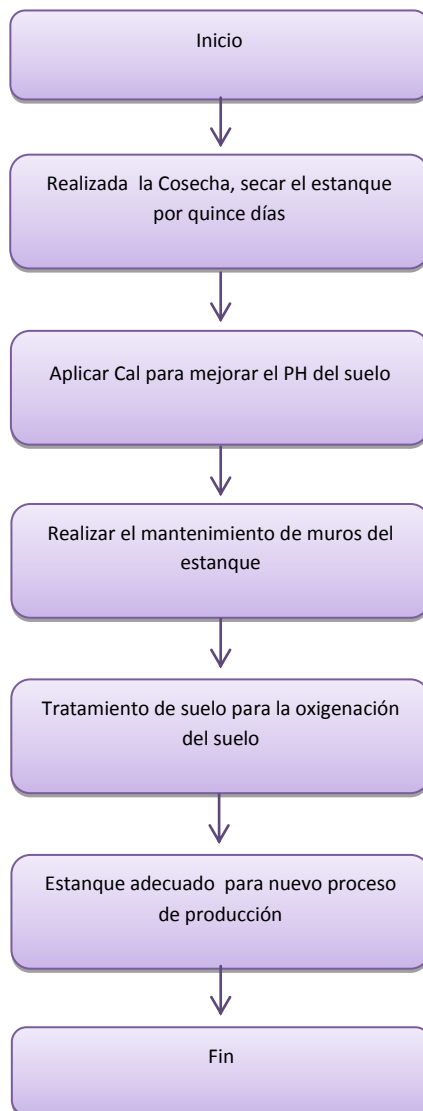 Inicio
Realizada la Cosecha, secar el estanque
por quince días
Aplicar Cal para mejorar el PH del suelo
Realizar el mantenimiento de muros del
estanque
Tratamiento de suelo para la oxigenación
del suelo
Estanque adecuado para nuevo proceso
de producción
Fin